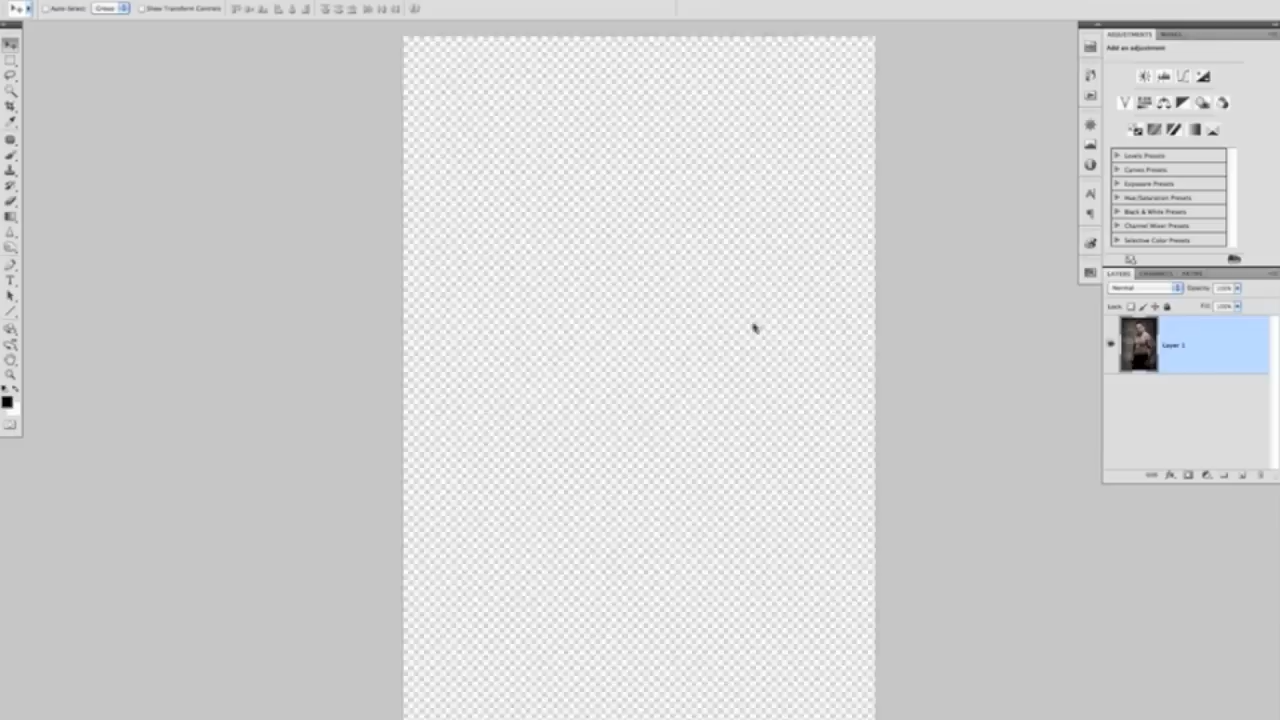 Auto-Select: Group Show Transform Controls
ADJUSTMENTS
Add an adjustment
Levels Presets
Curves Presets
Exposure Presets
Hue/Saturation Presets
Black & White Presets
Channel Mixer Presets
Selective Color Presets
LAYERS CHANNELS PATHS
Normal Opacity: 100%
Lock: Fill: 100%
Layer 1